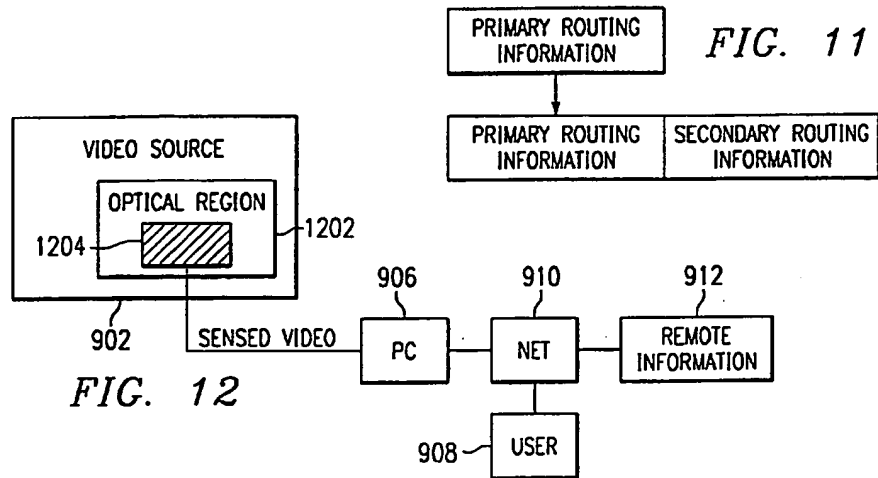 PRIMARY ROUTING
INFORMATION
FIG. 11
PRIMARY ROUTING
INFORMATION
SECONDARY ROUTING
INFORMATION
VIDEO SOURCE
OPTICAL REGION
1204
1202
902
SENSED VIDEO
906
PC
910
NET
912
REMOTE
INFORMATION
908
USER
FIG. 12